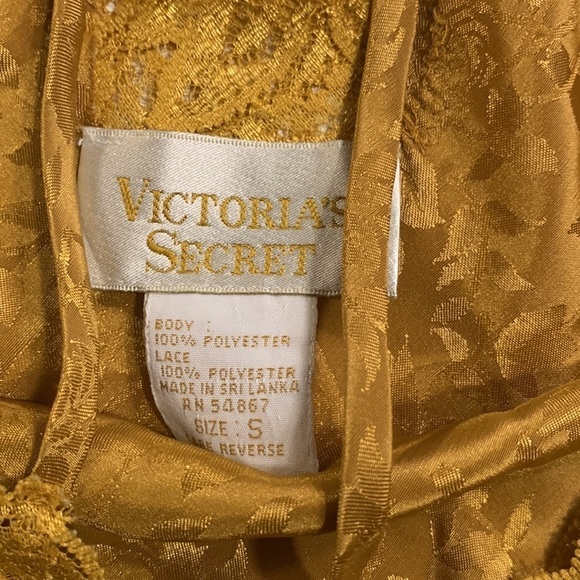 VICTORIA'S
SECRET
BODY :
100% POLYESTER
LACE
100% POLYESTER
MADE IN SRI LANKA
RN 54867
SIZE : S
REVERSE